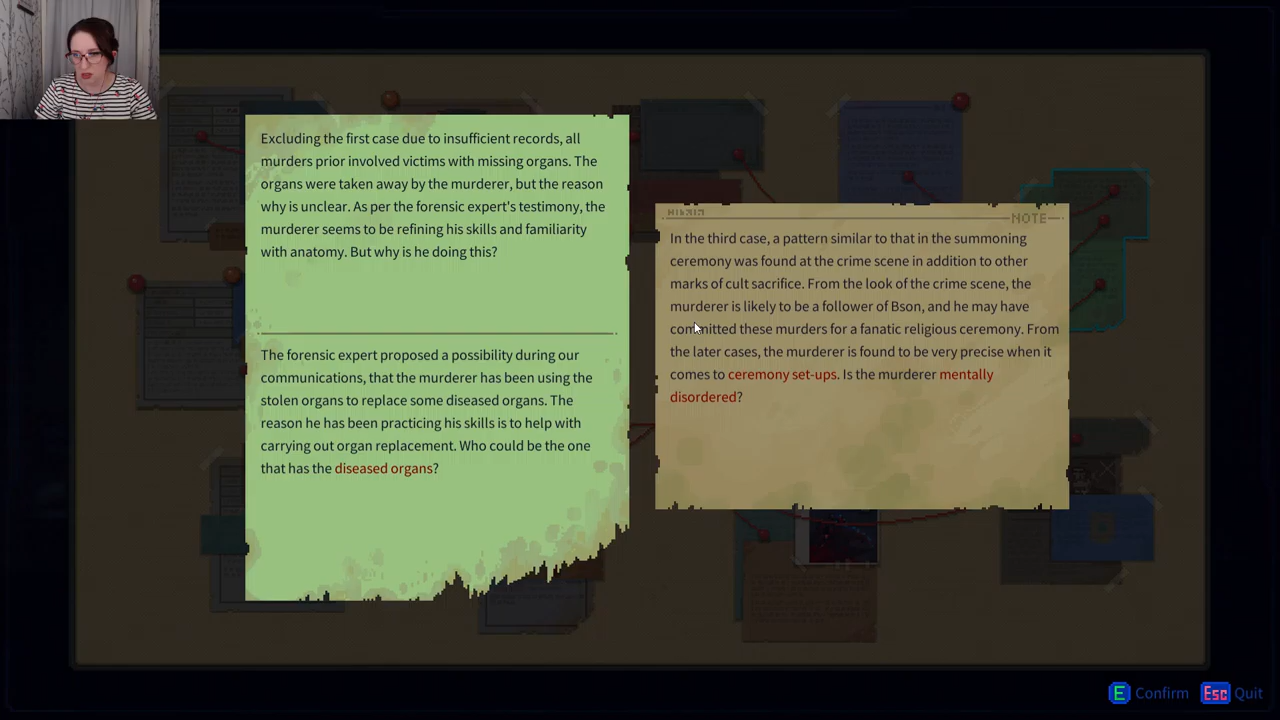 Excluding the first case due to insufficient records, all
murders prior involved victims with missing organs. The
organs were taken away by the murderer, but the reason
why is unclear. As per the forensic expert's testimony, the
murderer seems to be refining his skills and familiarity
with anatomy. But why is he doing this?
The forensic expert proposed a possibility during our
communications, that the murderer has been using the
stolen organs to replace some diseased organs. The
reason he has been practicing his skills is to help with
carrying out organ replacement. Who could be the one
that has the diseased organs?
NOTE
In the third case, a pattern similar to that in the summoning
ceremony was found at the crime scene in addition to other
marks of cult sacrifice. From the look of the crime scene, the
murderer is likely to be a follower of Bson, and he may have
committed these murders for a fanatic religious ceremony. From
the later cases, the murderer is found to be very precise when it
comes to ceremony set-ups. Is the murderer mentally
disordered?
E Confirm Esc Quit